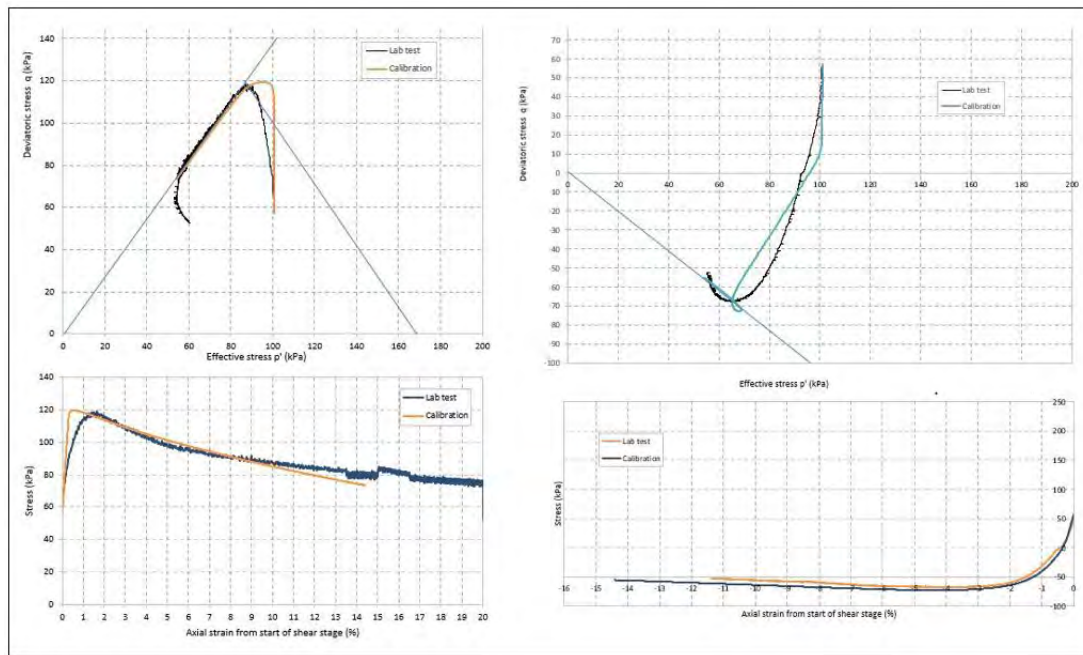 140
120
100
80
60
40
20
0
Deviatoric stress q (kPa)
Lab test
Calibration
0 20 40 60 80 100 120 140 160 180 200
Effective stress p' (kPa)
70
60
50
40
30
20
10
0
-10
-20
-30
-40
-50
-60
-70
-80
-90
-100
Deviatoric stress q (kPa)
Lab test
Calibration
0 20 40 60 80 100 120 140 160 180 200
Effective stress p' (kPa)
140
120
100
80
60
40
20
0
Stress (kPa)
Lab test
Calibration
0 1 2 3 4 5 6 7 8 9 10 11 12 13 14 15 16 17 18 19 20
Axial strain from start of shear stage (%)
250
200
150
100
50
0
-50
-100
Stress (kPa)
Lab test
Calibration
-16 -15 -14 -13 -12 -11 -10 -9 -8 -7 -6 -5 -4 -3 -2 -1 0
Axial strain from start of shear stage (%)